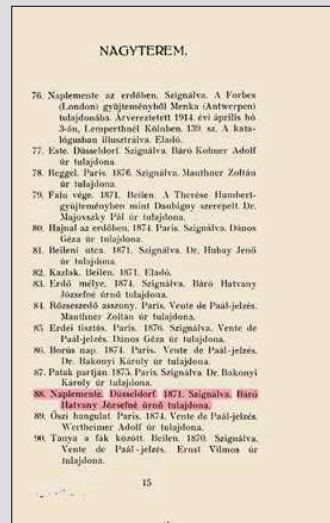 NAGYTEREM.
76. Naplemente az erdőben. Szignálva. A Forbes
(London) gyüjteményből Menka (Antwerpen)
tulajdonába. Árvereztetett 1914. évi április hó
3-án, Lemperthnél Kölnben. 139. sz. A kata-
lógusban illusztrálva. Eladó.
77. Este. Düsseldorf. Szignálva. Báró Kohner Adolf
úr tulajdona.
78. Reggel. Paris. 1876. Szignálva. Mauthner Zoltán
úr tulajdona.
79. Falu vége. 1871. Beilen. A Therèse Humbert-
gyüjteményben mint Daubigny szerepelt. Dr.
Majovszky Pál úr tulajdona.
80. Hajnal az erdőben. 1874. Paris. Szignálva. Dános
Géza úr tulajdona.
81. Beileni utca. 1871. Szignálva. Dr. Hubay Jenő
úr tulajdona.
82. Kazlak. Beilen. 1871. Eladó.
83. Erdő mélye. 1874. Szignálva. Báró Hatvany
Józsefné úrnő tulajdona.
84. Rőzseszedő asszony. Paris. Vente de Paál-jelzés.
Mauthner Zoltán úr tulajdona.
85. Erdei tisztás. Paris. 1876. Szignálva. Vente de
Paál-jelzés. Dános Géza úr tulajdona.
86. Borús nap. 1874. Paris. Vente de Paál-jelzés.
Dr. Bakonyi Károly úr tulajdona.
87. Patak partján 1875. Paris. Szignálva Dr. Bakonyi
Károly úr tulajdona.
88. Naplemente. Düsseldorf. 1871. Szignálva. Báró
Hatvany Józsefné úrnő tulajdona.
89. Őszi hangulat. Paris. 1874. Vente de Paál-jelzés.
Wertheimer Adolf úr tulajdona.
90. Tanya a fák között. Beilen. 1870. Szignálva.
Vente de Paál-jelzés. Ernst Vilmos úr
tulajdona.
15